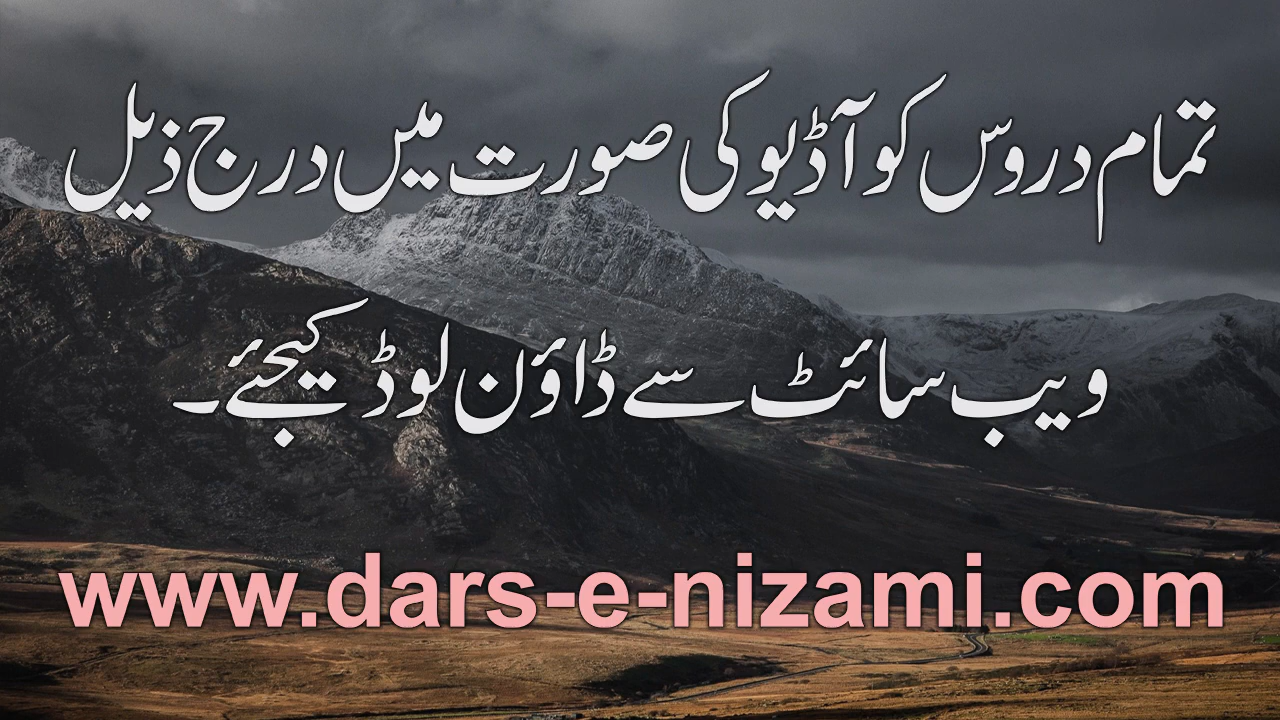 تمام دروس کو آڈیو کی صورت میں درج ذیل
ویب سائٹ سے ڈاؤن لوڈ کیجئے۔
www.dars-e-nizami.com